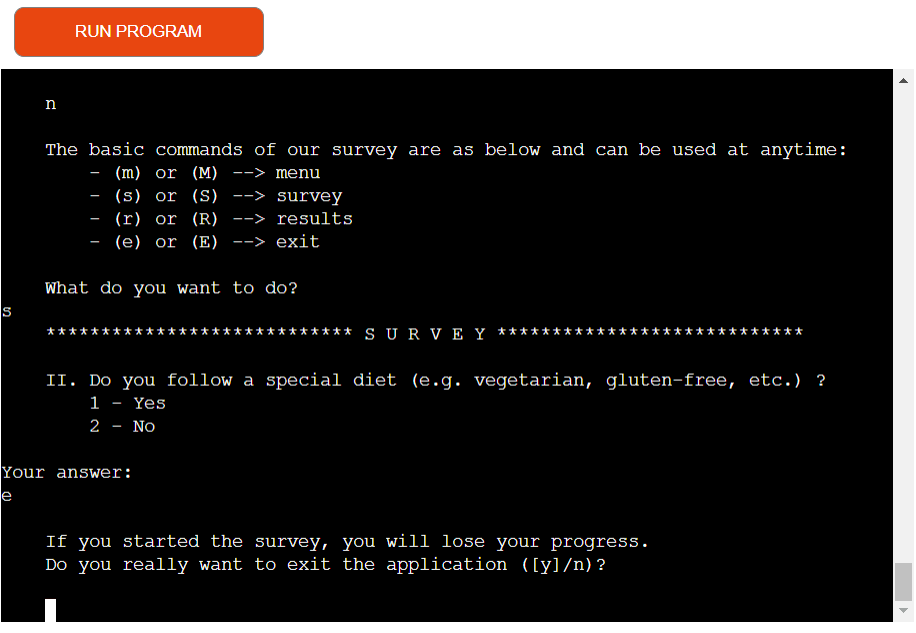 RUN PROGRAM
n
The basic commands of our survey are as below and can be used at anytime:
- (m) or (M) --> menu
- (s) or (S) --> survey
- (r) or (R) --> results
- (e) or (E) --> exit
What do you want to do?
s
**************************** S U R V E Y ****************************
II. Do you follow a special diet (e.g. vegetarian, gluten-free, etc.) ?
1 - Yes
2 - No
Your answer:
e
If you started the survey, you will lose your progress.
Do you really want to exit the application ([y]/n)?